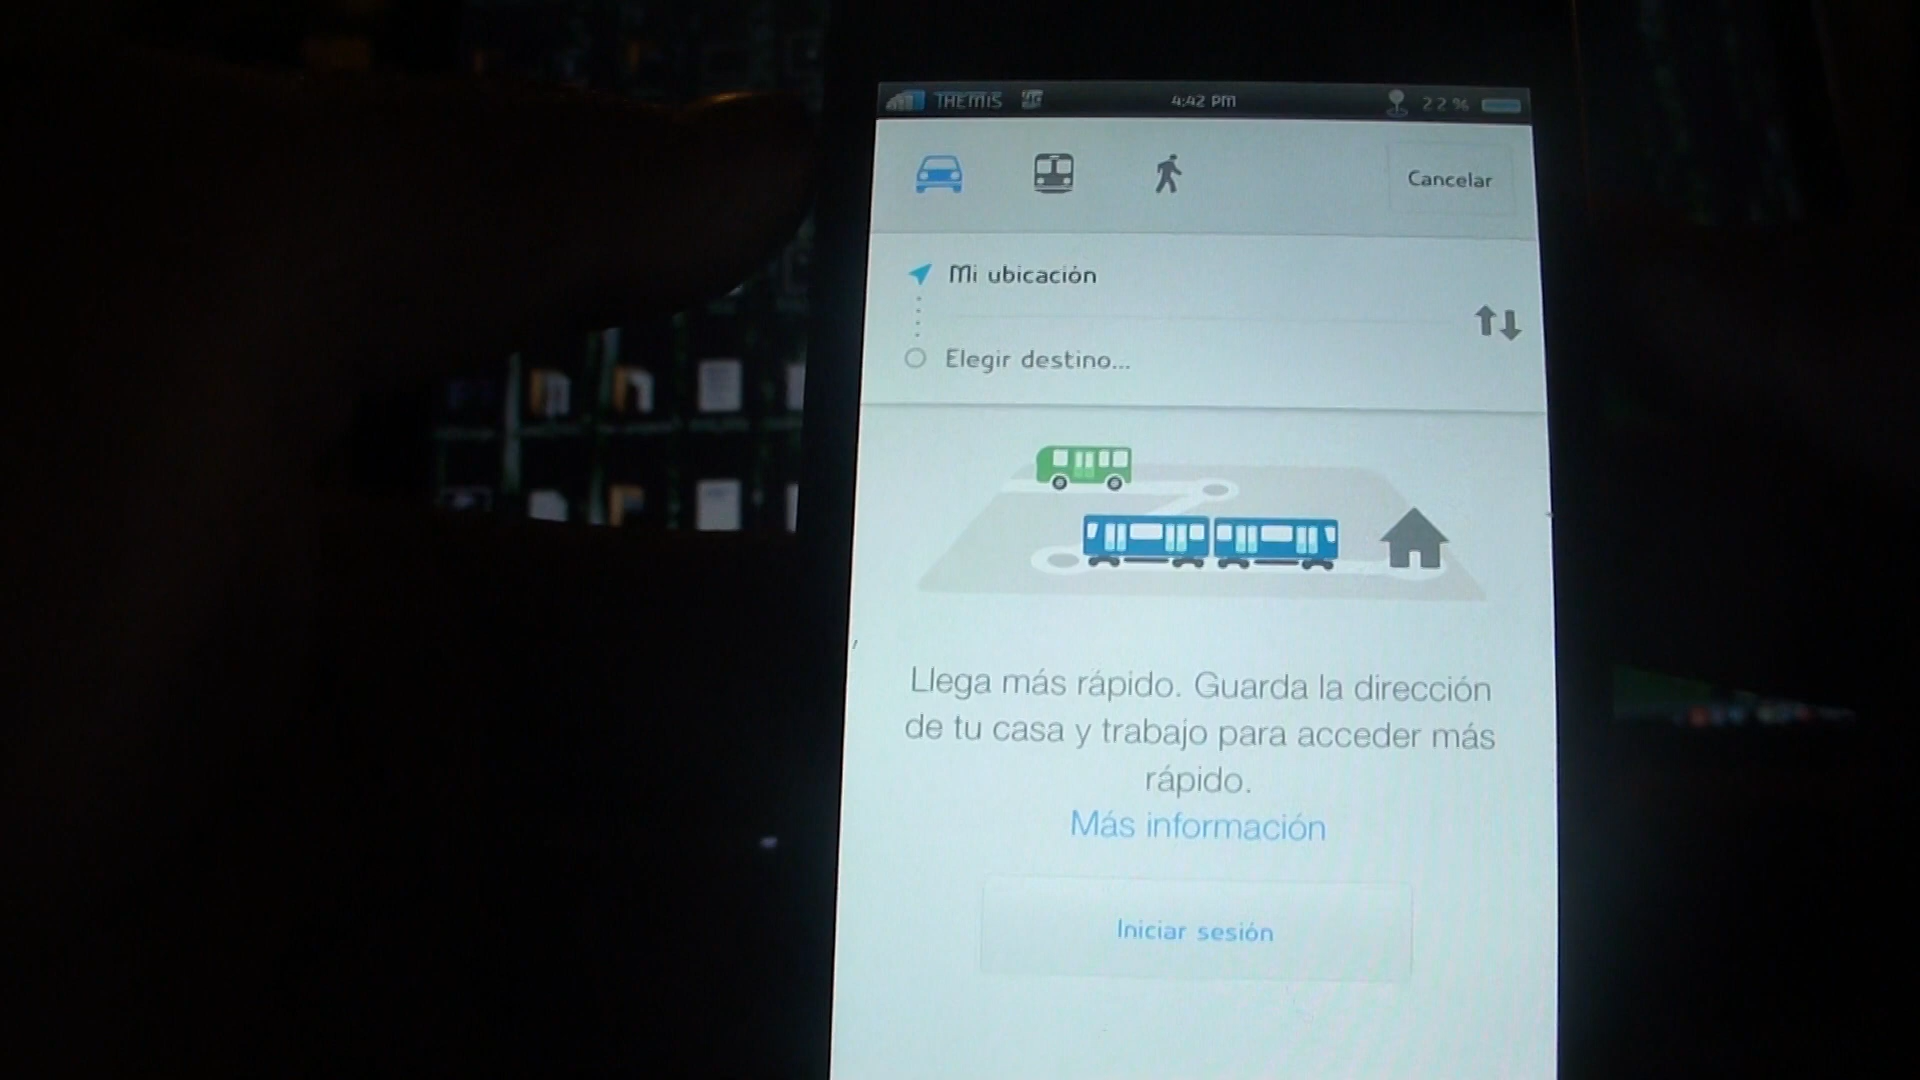 THEMIS 4:42 PM 22%
Cancelar
Mi ubicación
Elegir destino...
Llega más rápido. Guarda la dirección
de tu casa y trabajo para acceder más
rápido.
Más información
Iniciar sesión